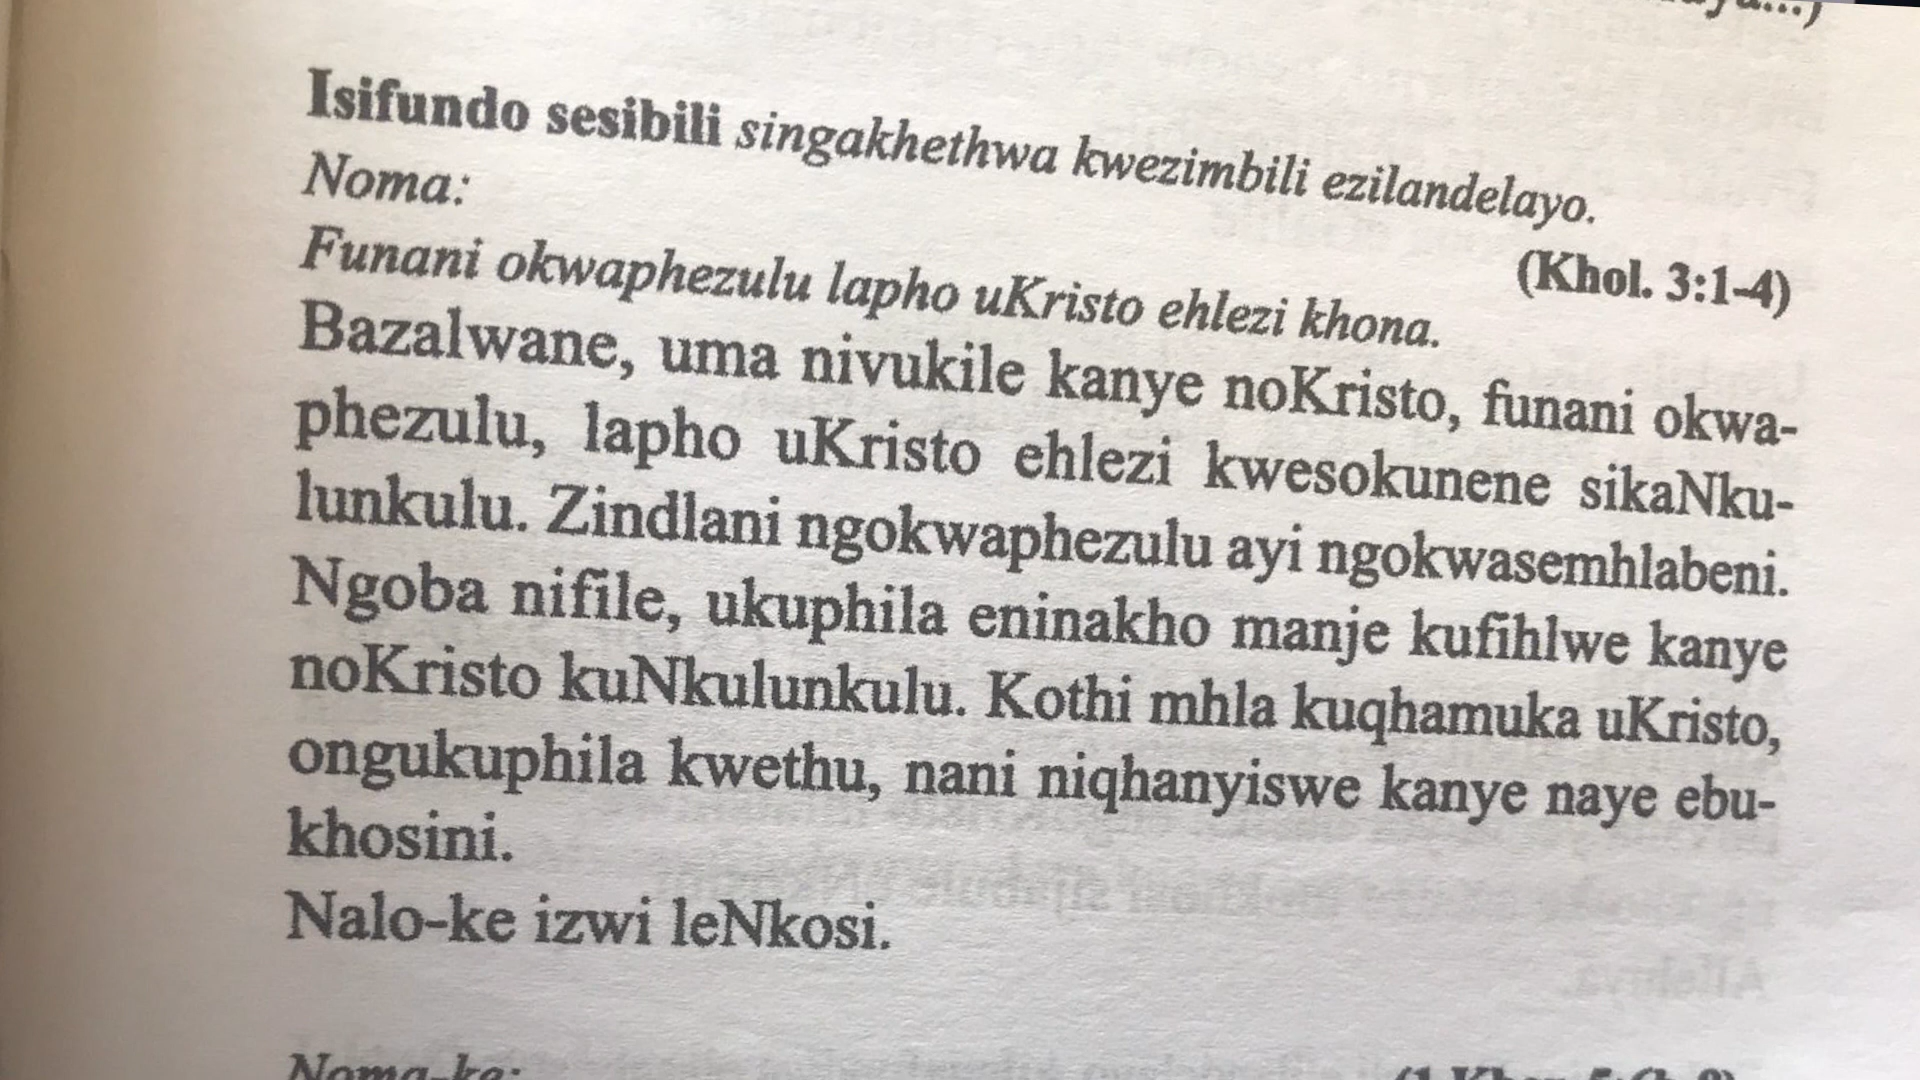 Isifundo sesibili singakhethwa kwezimbili ezilandelayo.
Noma:
(Khol. 3:1-4)
Funani okwaphezulu lapho uKristo ehlezi khona.
Bazalwane, uma nivukile kanye noKristo, funani okwa-
phezulu, lapho uKristo ehlezi kwesokunene sikaNku-
lunkulu. Zindlani ngokwaphezulu ayi ngokwasemhlabeni.
Ngoba nifile, ukuphila eninakho manje kufihlwe kanye
noKristo kuNkulunkulu. Kothi mhla kuqhamuka uKristo,
ongukuphila kwethu, nani niqhanyiswe kanye naye ebu-
khosini.
Nalo-ke izwi leNkosi.
Noma-ke: